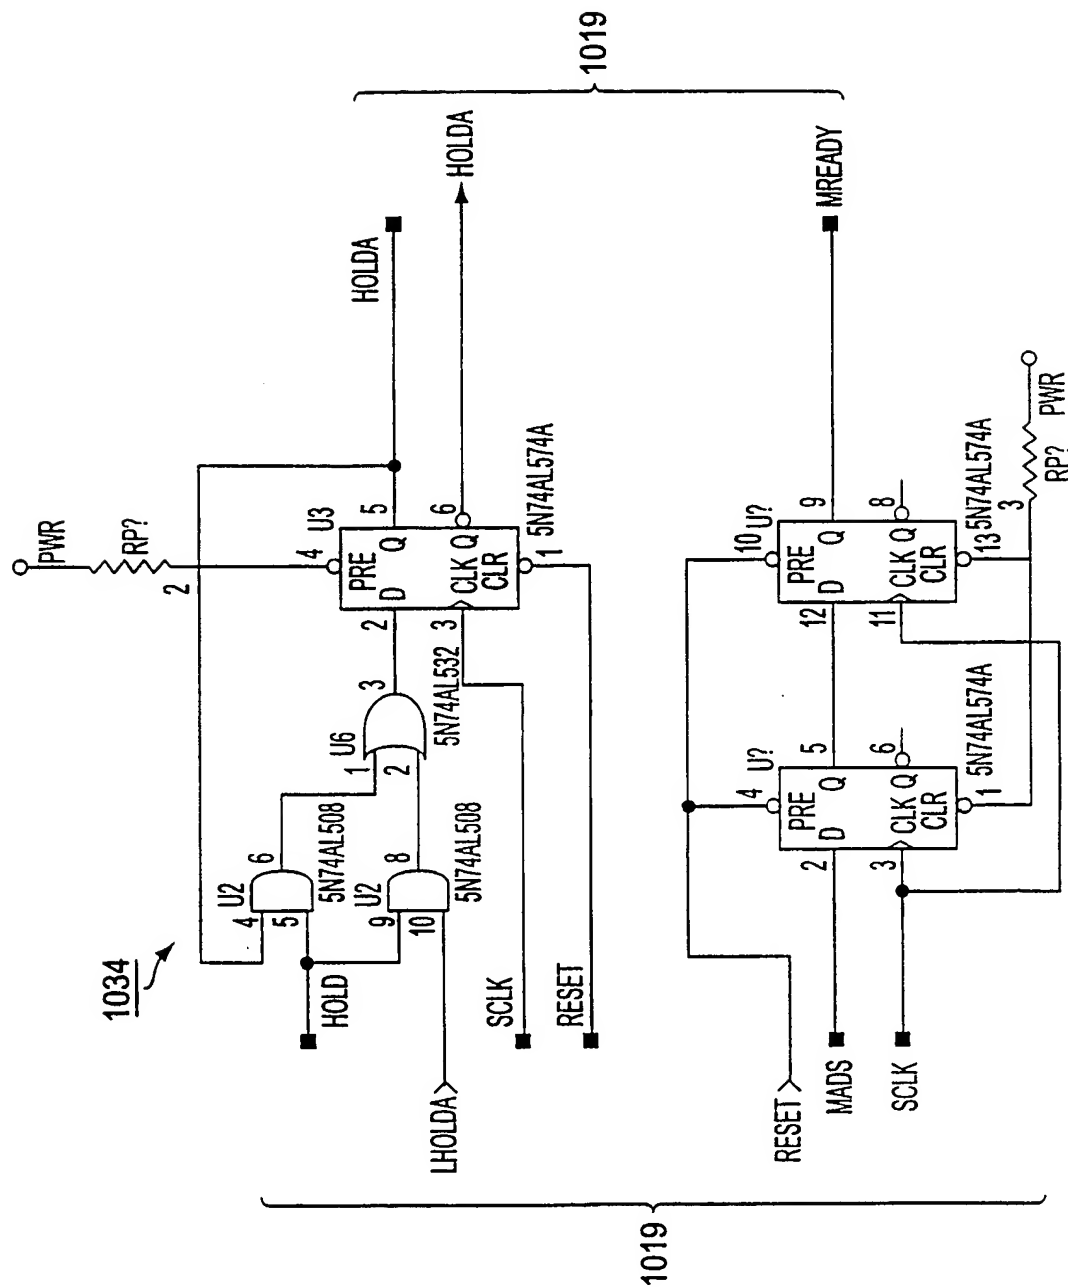 1034
PWR
RP?
2
HOLDA
U2
4
5
6
5N74AL508
HOLD
U2
9
10
8
5N74AL508
LHOLDA
U6
1
2
3
5N74AL532
U3
4
PRE
2
D
Q
5
3
CLK
Q
6
CLR
1
5N74AL574A
HOLDA
SCLK
RESET
1019
RESET
MADS
SCLK
U?
4
PRE
2
D
Q
5
3
CLK
Q
6
CLR
1
5N74AL574A
U?
10
PRE
12
D
Q
9
11
CLK
Q
8
CLR
13
5N74AL574A
MREADY
3
RP?
PWR
1019